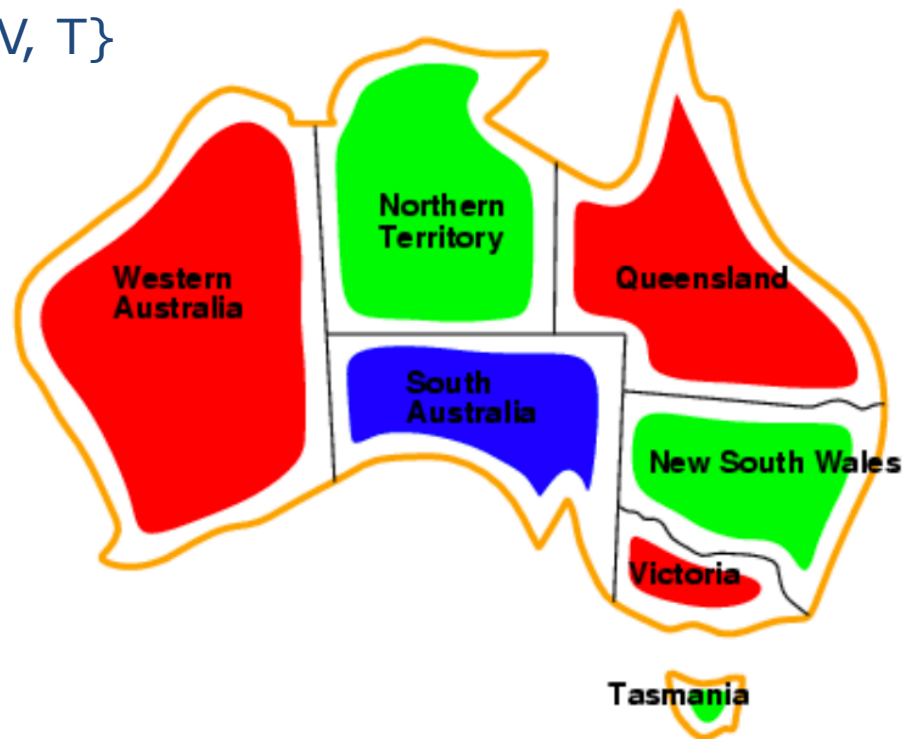 V, T}
Northern
Territory
Western
Australia
Queensland
South
Australia
New South Wales
Victoria
Tasmania